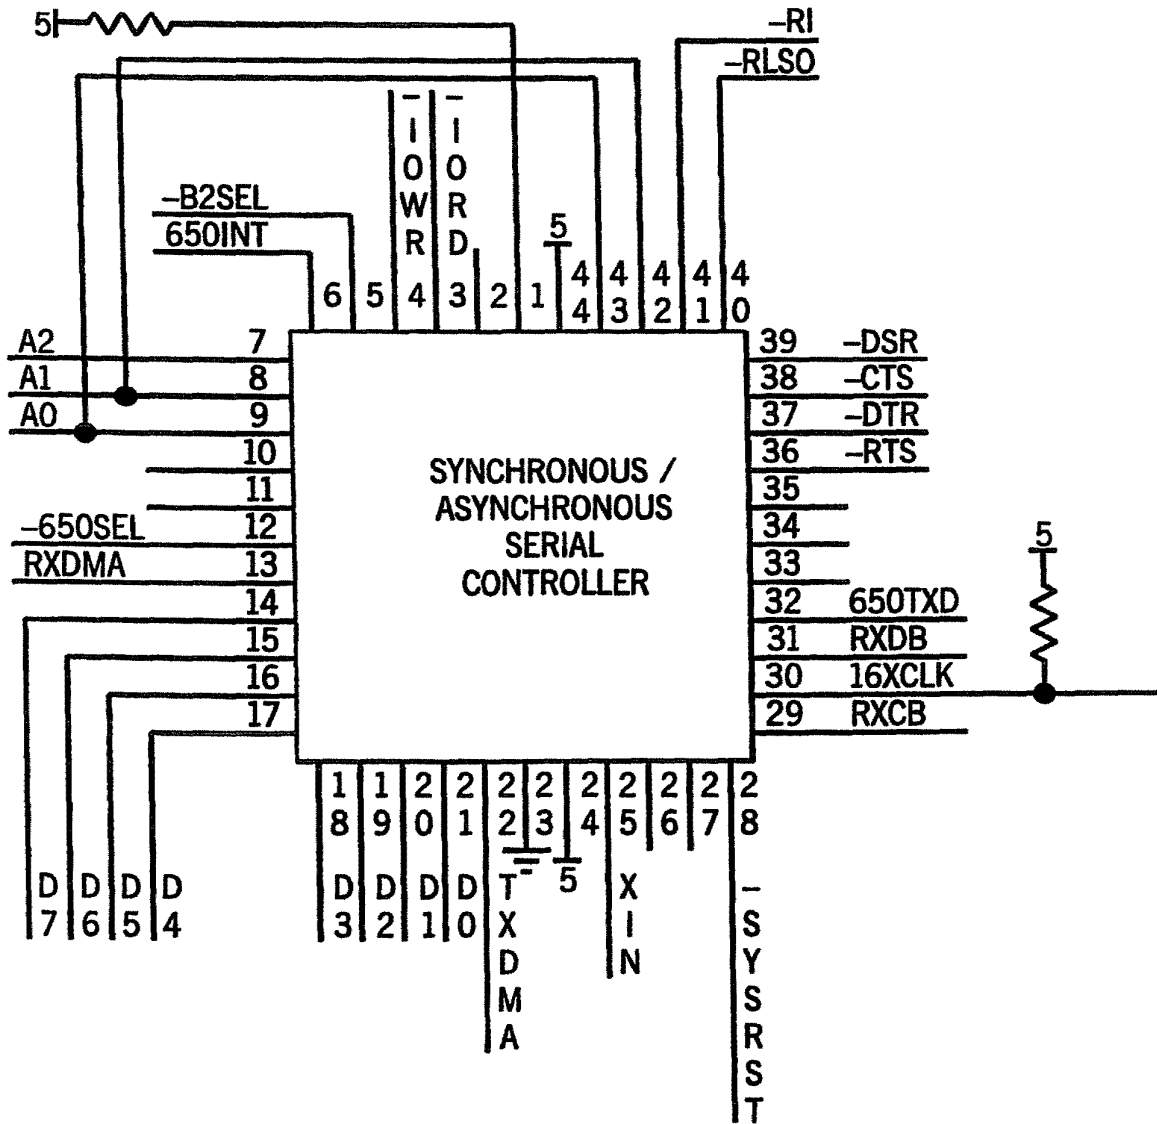 5
–RI
–RLSO
–IOWR
–IORD
–B2SEL
650INT
5
6 5 4 3 2 1 44 43 42 41 40
A2 7
A1 8
A0 9
10
11
–650SEL 12
RXDMA 13
14
15
16
17
SYNCHRONOUS /
ASYNCHRONOUS
SERIAL
CONTROLLER
39 –DSR
38 –CTS
37 –DTR
36 –RTS
35
34
33
32 650TXD
31 RXDB
30 16XCLK
29 RXCB
5
18 19 20 21 22 23 24 25 26 27 28
5
D7 D6 D5 D4
D3 D2 D1 D0
TXDMA
XIN
–SYSRST